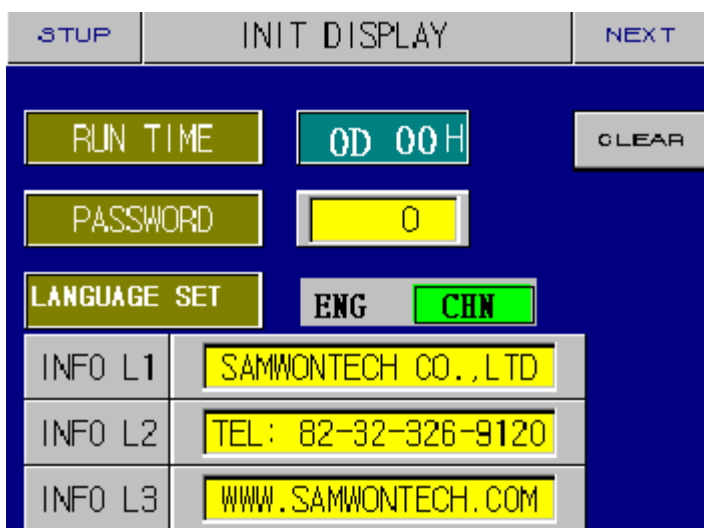 STUP INIT DISPLAY NEXT
RUN TIME 0D 00H CLEAR
PASSWORD 0
LANGUAGE SET ENG CHN
INFO L1 SAMWONTECH CO.,LTD
INFO L2 TEL: 82-32-326-9120
INFO L3 WWW.SAMWONTECH.COM